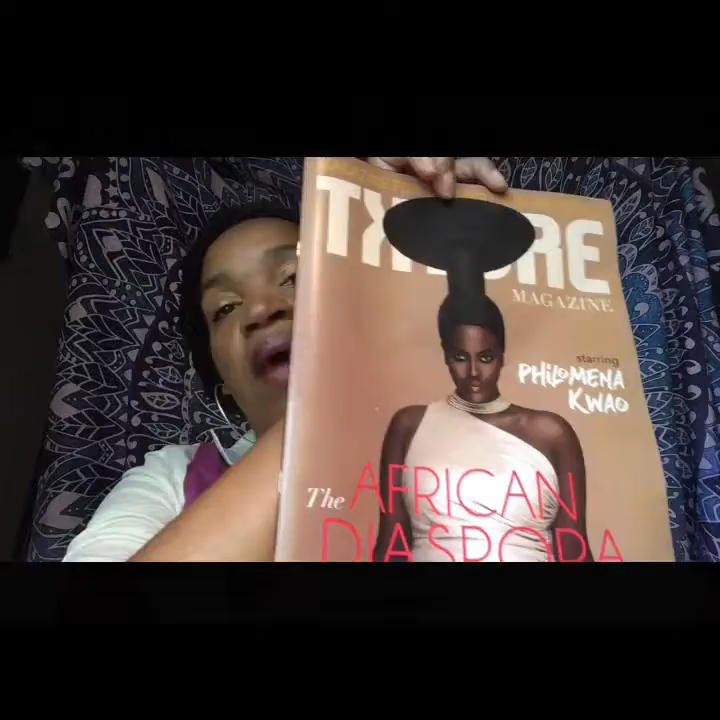 MAGAZINE
starring
PHiLOMENA
KWAO
The AFRICAN
DIASPORA